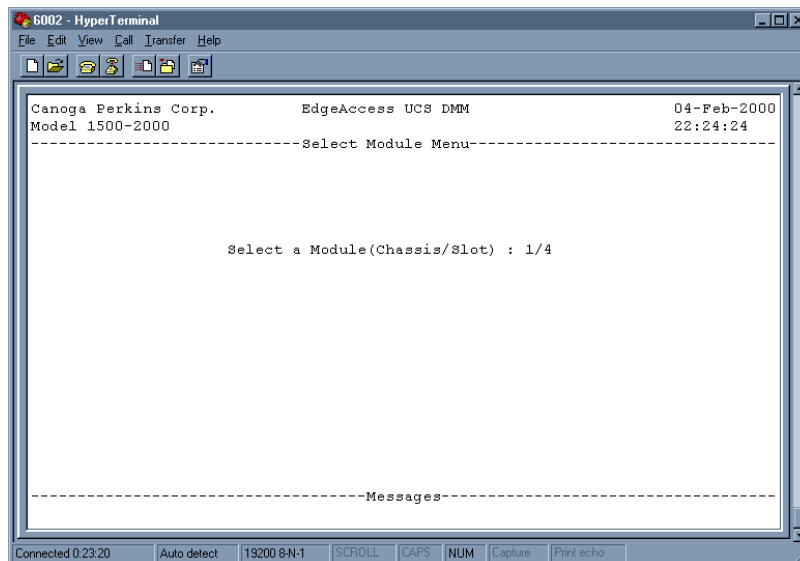 6002 - HyperTerminal
File Edit View Call Transfer Help
Canoga Perkins Corp. EdgeAccess UCS DMM 04-Feb-2000
Model 1500-2000 22:24:24
------------------------------Select Module Menu----------------------------------
Select a Module(Chassis/Slot) : 1/4
-------------------------------------Messages-------------------------------------
Connected 0:23:20 Auto detect 19200 8-N-1 SCROLL CAPS NUM Capture Print echo